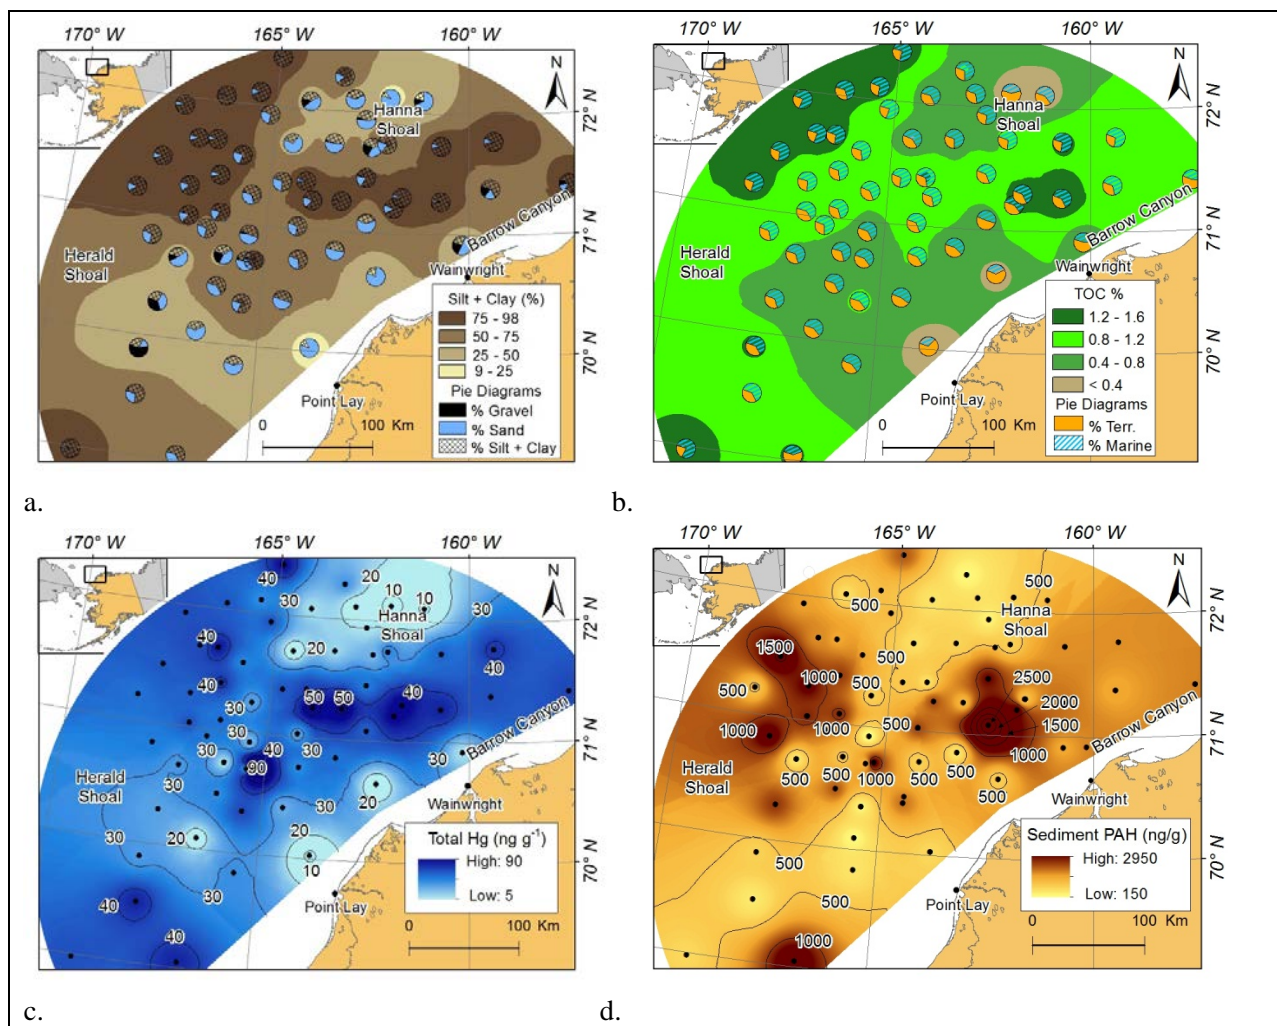 170° W
165° W
160° W
N
72° N
71° N
70° N
Hanna
Shoal
Barrow Canyon
Herald
Shoal
Wainwright
Point Lay
Silt + Clay (%)
75 - 98
50 - 75
25 - 50
9 - 25
Pie Diagrams
% Gravel
% Sand
% Silt + Clay
0 100 Km
a.
170° W
165° W
160° W
N
72° N
71° N
70° N
Hanna
Shoal
Barrow Canyon
Herald
Shoal
Wainwright
Point Lay
TOC %
1.2 - 1.6
0.8 - 1.2
0.4 - 0.8
< 0.4
Pie Diagrams
% Terr.
% Marine
0 100 Km
b.
170° W
165° W
160° W
N
72° N
71° N
70° N
40
20
30
10
10
30
Hanna
Shoal
20
40
40
50 50
40
30
30
40
30
30
30
90
Barrow Canyon
Herald
Shoal
30
20
Wainwright
30
30
20
20
30
10
30
40
40
Point Lay
Total Hg (ng g-1)
High: 90
Low: 5
0 100 Km
c.
170° W
165° W
160° W
N
72° N
71° N
70° N
500
500
Hanna
Shoal
1500
500
1000
500
500
2500
2000
1500
1000
1000
500
Barrow Canyon
Herald
Shoal
500
500
1000
500
500
500
Wainwright
500
500
1000
Point Lay
Sediment PAH (ng/g)
High: 2950
Low: 150
0 100 Km
d.